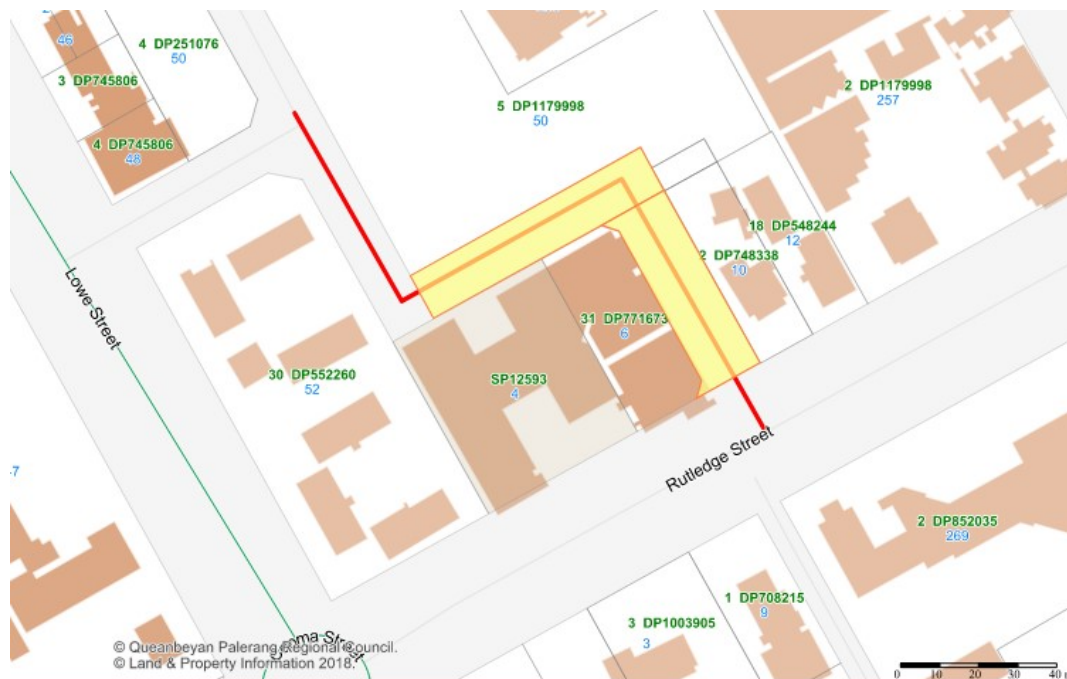 46
4 DP251076
50
3 DP745806
4 DP745806
48
5 DP1179998
50
2 DP1179998
257
18 DP548244
12
2 DP748338
10
31 DP771673
6
SP12593
4
30 DP552260
52
Lowe Street
Rutledge Street
2 DP852035
269
1 DP708215
9
3 DP1003905
3
© Queanbeyan Palerang Regional Council.
© Land & Property Information 2018.
0 10 20 30 40